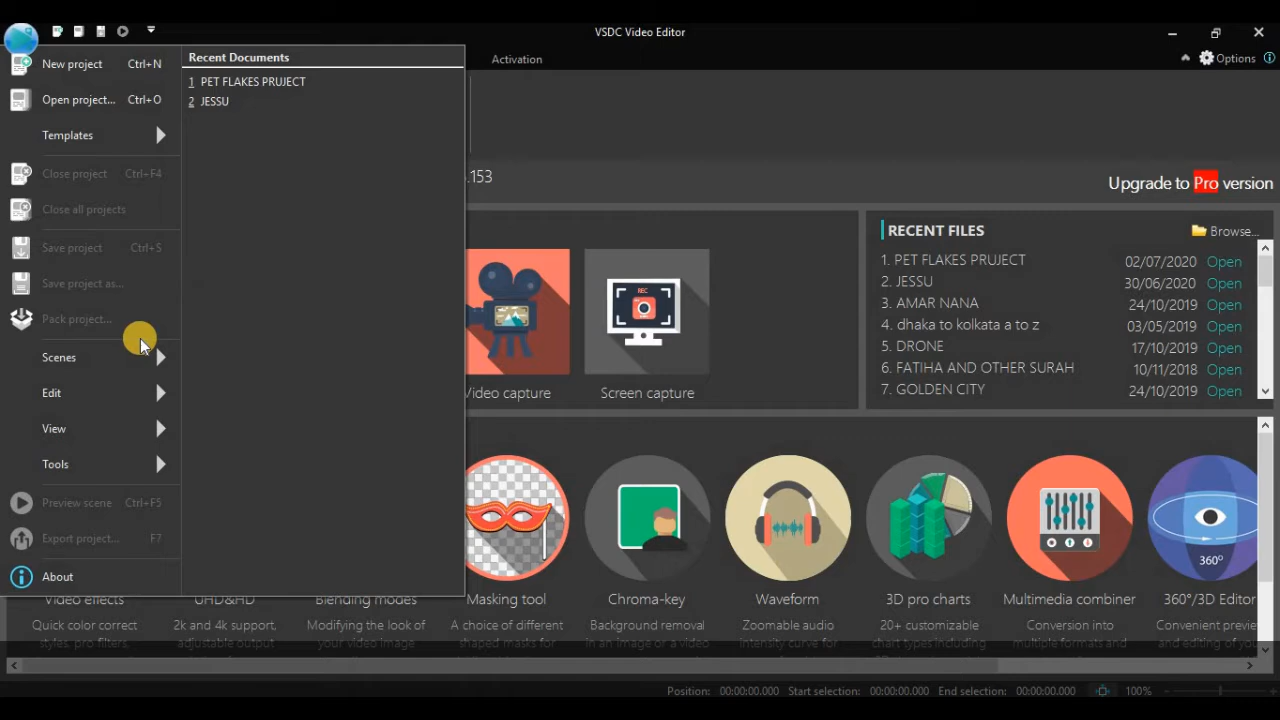 VSDC Video Editor
Activation
Options
New project Ctrl+N
Open project... Ctrl+O
Templates
Close project Ctrl+F4
Close all projects
Save project Ctrl+S
Save project as...
Pack project...
Scenes
Edit
View
Tools
Preview scene Ctrl+F5
Export project... F7
About
Recent Documents
1 PET FLAKES PROJECT
2 JESSU
.153
Upgrade to Pro version
REC
Video capture
Screen capture
RECENT FILES
Browse...
1. PET FLAKES PROJECT 02/07/2020 Open
2. JESSU 30/06/2020 Open
3. AMAR NANA 24/10/2019 Open
4. dhaka to kolkata a to z 03/05/2019 Open
5. DRONE 17/10/2019 Open
6. FATIHA AND OTHER SURAH 10/11/2018 Open
7. GOLDEN CITY 24/10/2019 Open
360°
Video effects
UHD&HD
Blending modes
Masking tool
Chroma-key
Waveform
3D pro charts
Multimedia combiner
360°/3D Editor
Quick color correct
styles, pro filters,
2k and 4k support,
adjustable output
Modifying the look of
your video image
A choice of different
shaped masks for
Background removal
in an image or a video
Zoomable audio
intensity curve for
20+ customizable
chart types including
Conversion into
multiple formats and
Convenient previe
and editing of you
Position: 00:00:00.000 Start selection: 00:00:00.000 End selection: 00:00:00.000 100%